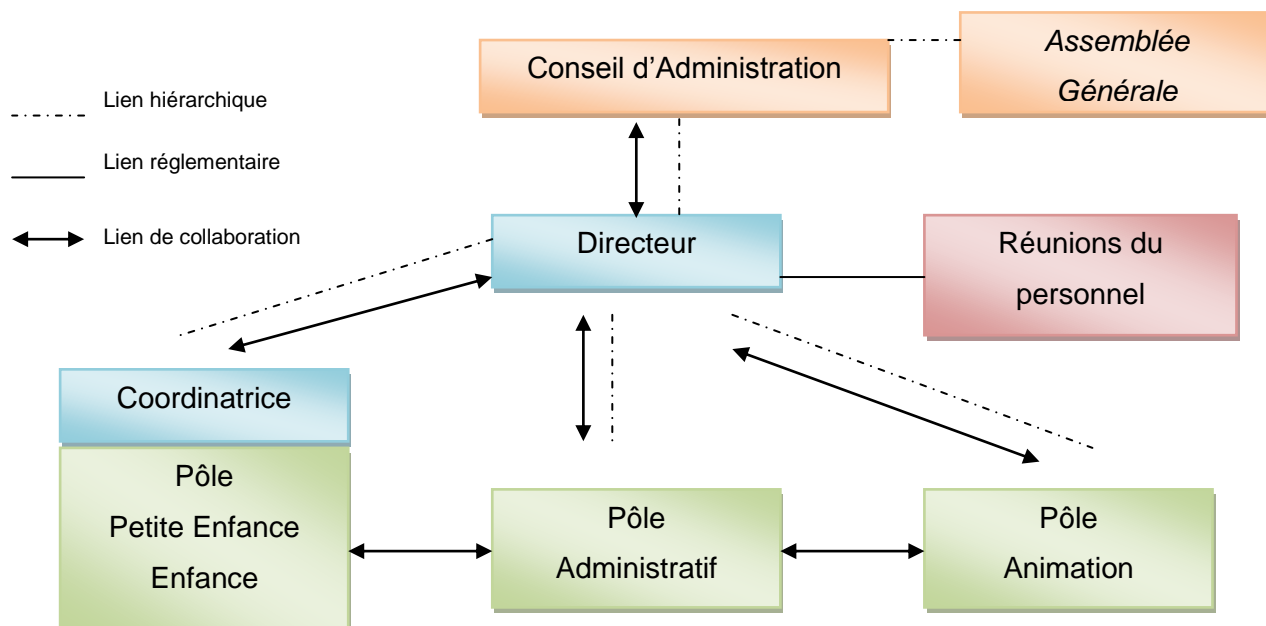 Conseil d'Administration
Assemblée
Générale
Lien hiérarchique
Lien réglementaire
Lien de collaboration
Directeur
Réunions du
personnel
Coordinatrice
Pôle
Petite Enfance
Enfance
Pôle
Administratif
Pôle
Animation